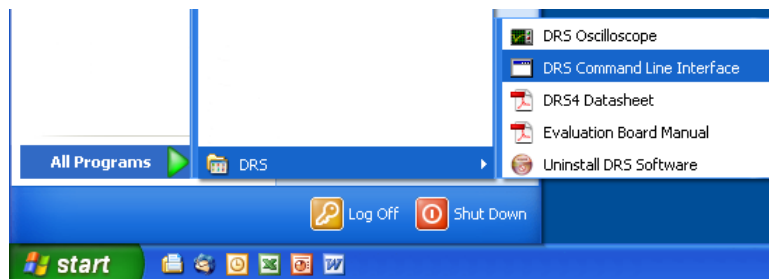 DRS Oscilloscope
DRS Command Line Interface
DRS4 Datasheet
Evaluation Board Manual
All Programs
DRS
Uninstall DRS Software
Log Off
Shut Down
start